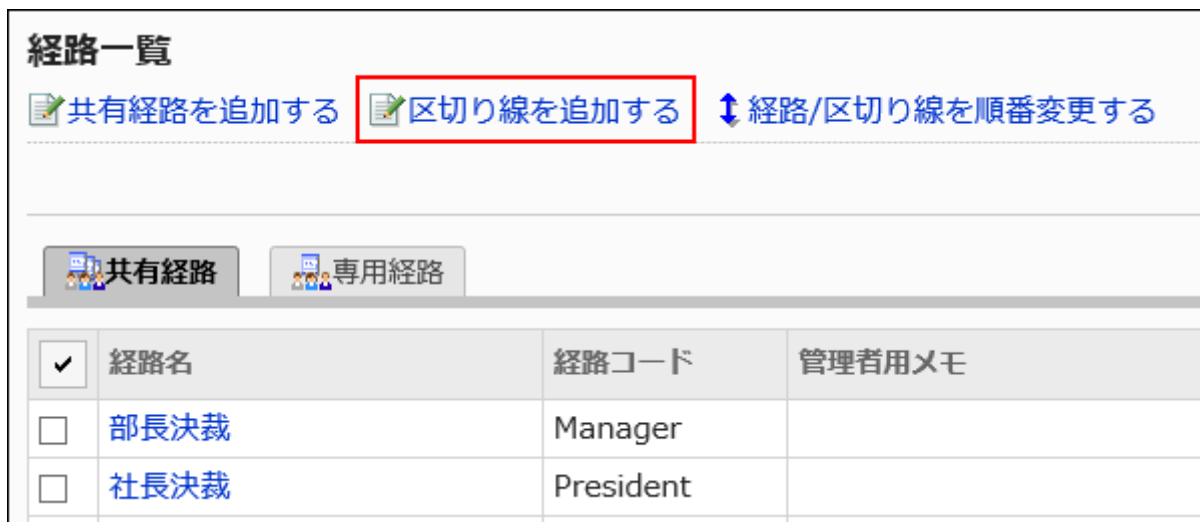 経路一覧
共有経路を追加する 区切り線を追加する 経路/区切り線を順番変更する
共有経路 専用経路
経路名 経路コード 管理者用メモ
部長決裁 Manager
社長決裁 President